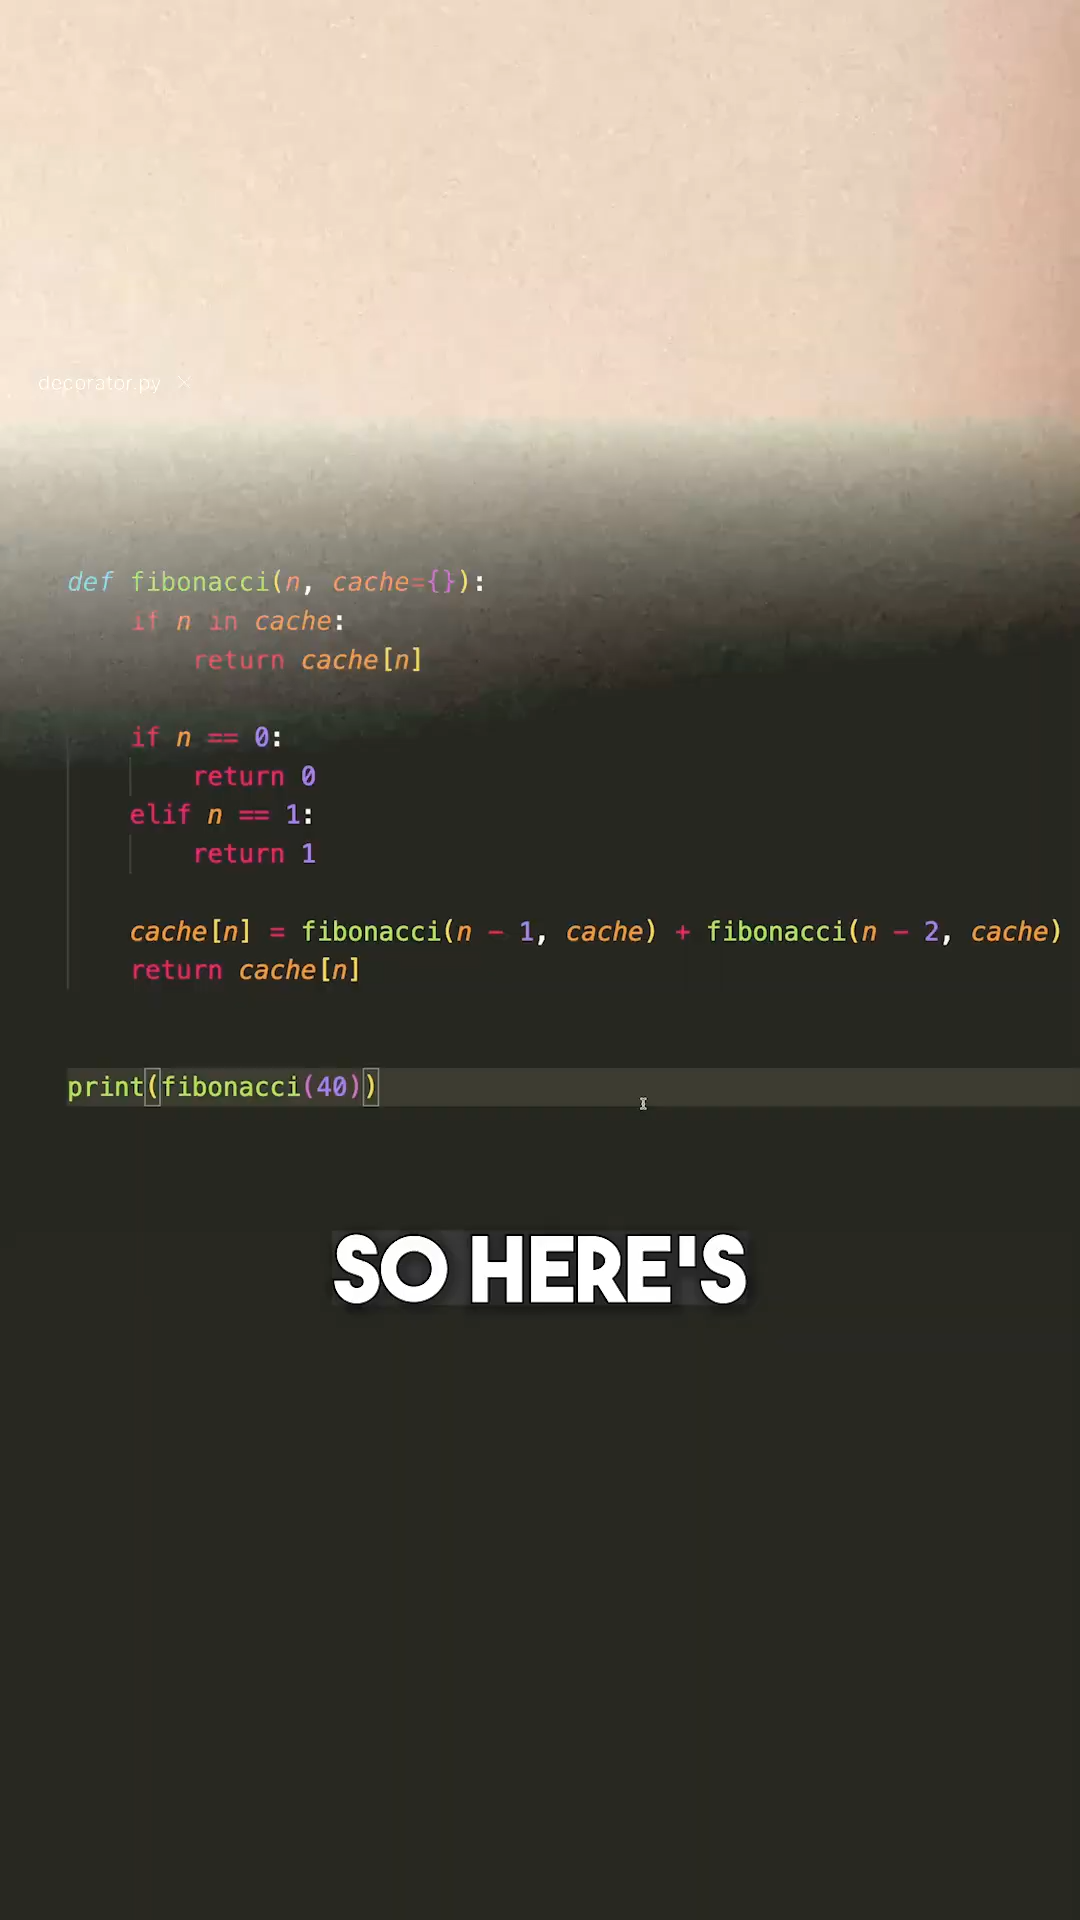 decorator.py ×
def fibonacci(n, cache={}):
    if n in cache:
        return cache[n]
    if n == 0:
        return 0
    elif n == 1:
        return 1
    cache[n] = fibonacci(n - 1, cache) + fibonacci(n - 2, cache)
    return cache[n]
print(fibonacci(40))
SO HERE'S